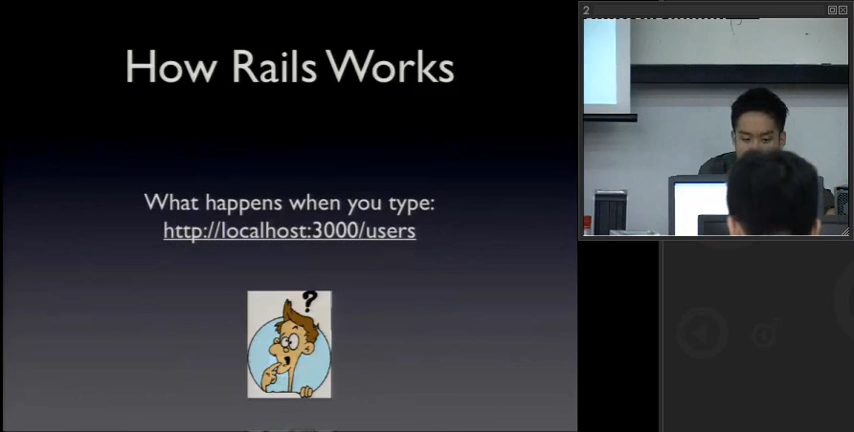 How Rails Works
What happens when you type:
http://localhost:3000/users
?
2